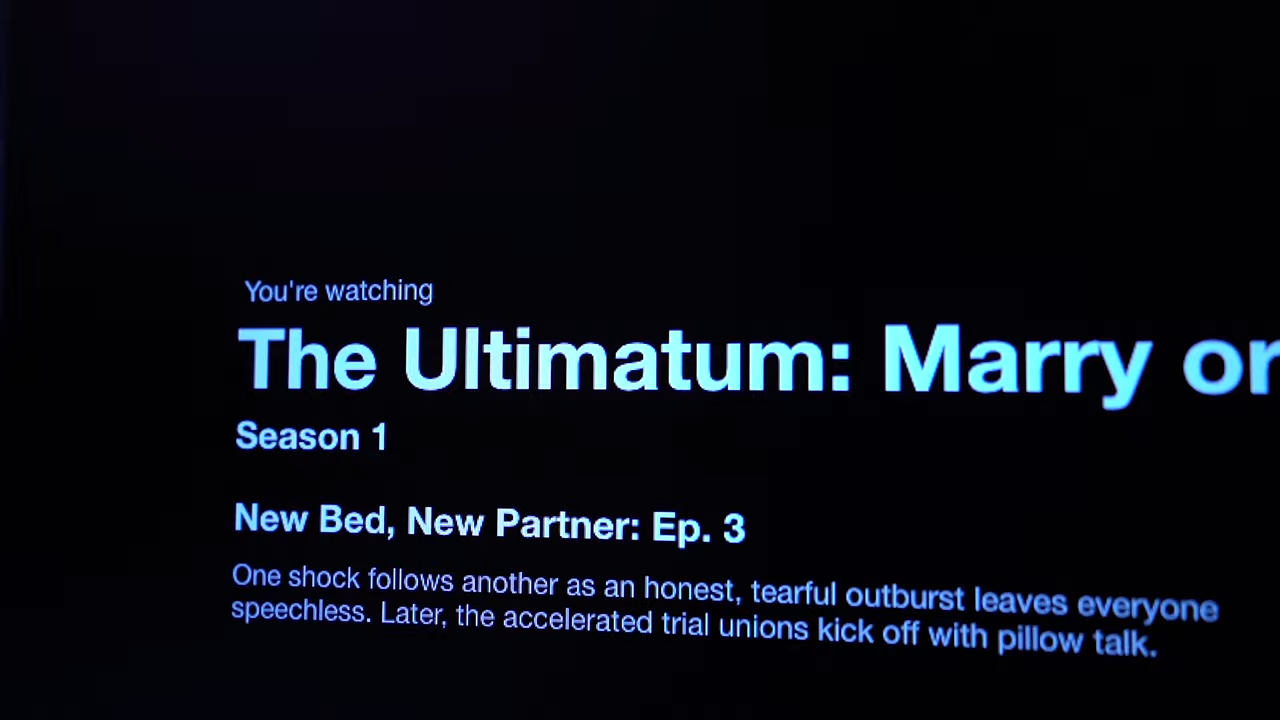 You're watching
The Ultimatum: Marry or
Season 1
New Bed, New Partner: Ep. 3
One shock follows another as an honest, tearful outburst leaves everyone
speechless. Later, the accelerated trial unions kick off with pillow talk.